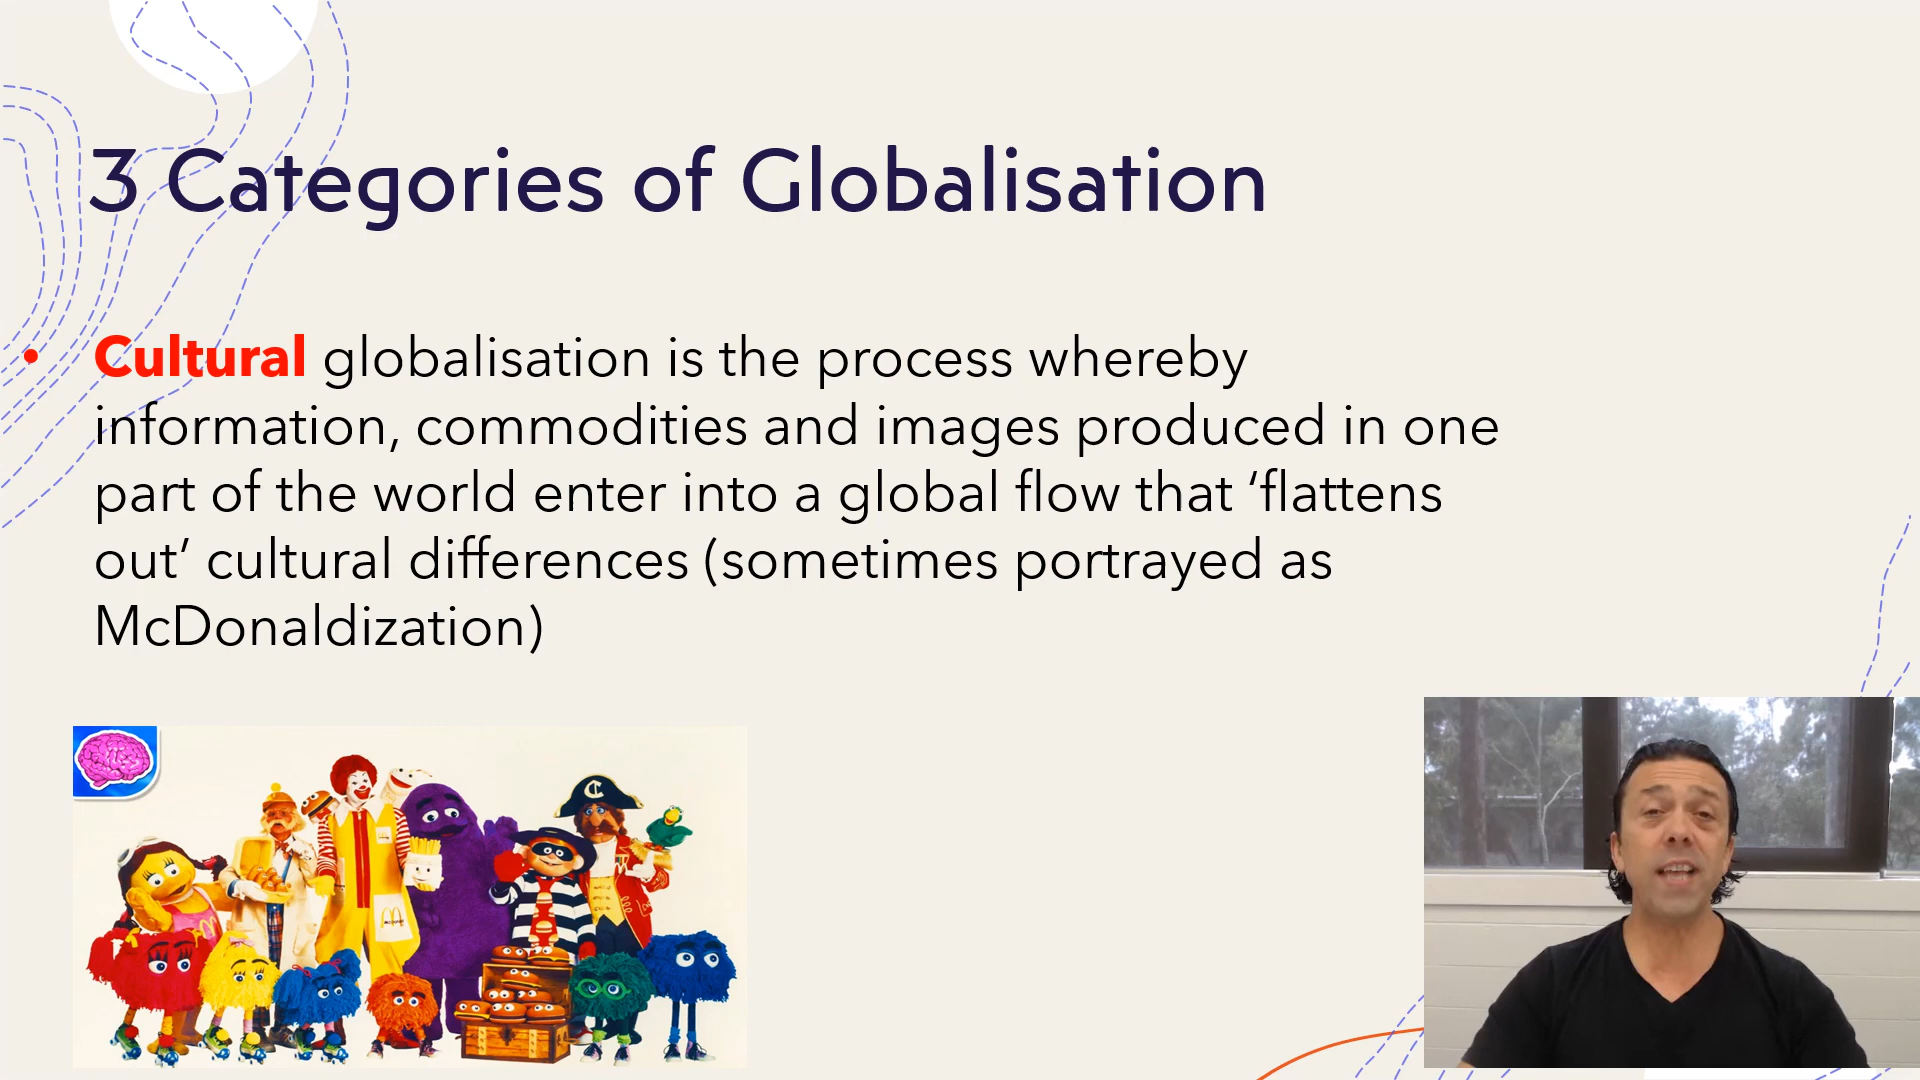 3 Categories of Globalisation
• Cultural globalisation is the process whereby
information, commodities and images produced in one
part of the world enter into a global flow that ‘flattens
out’ cultural differences (sometimes portrayed as
McDonaldization)
C